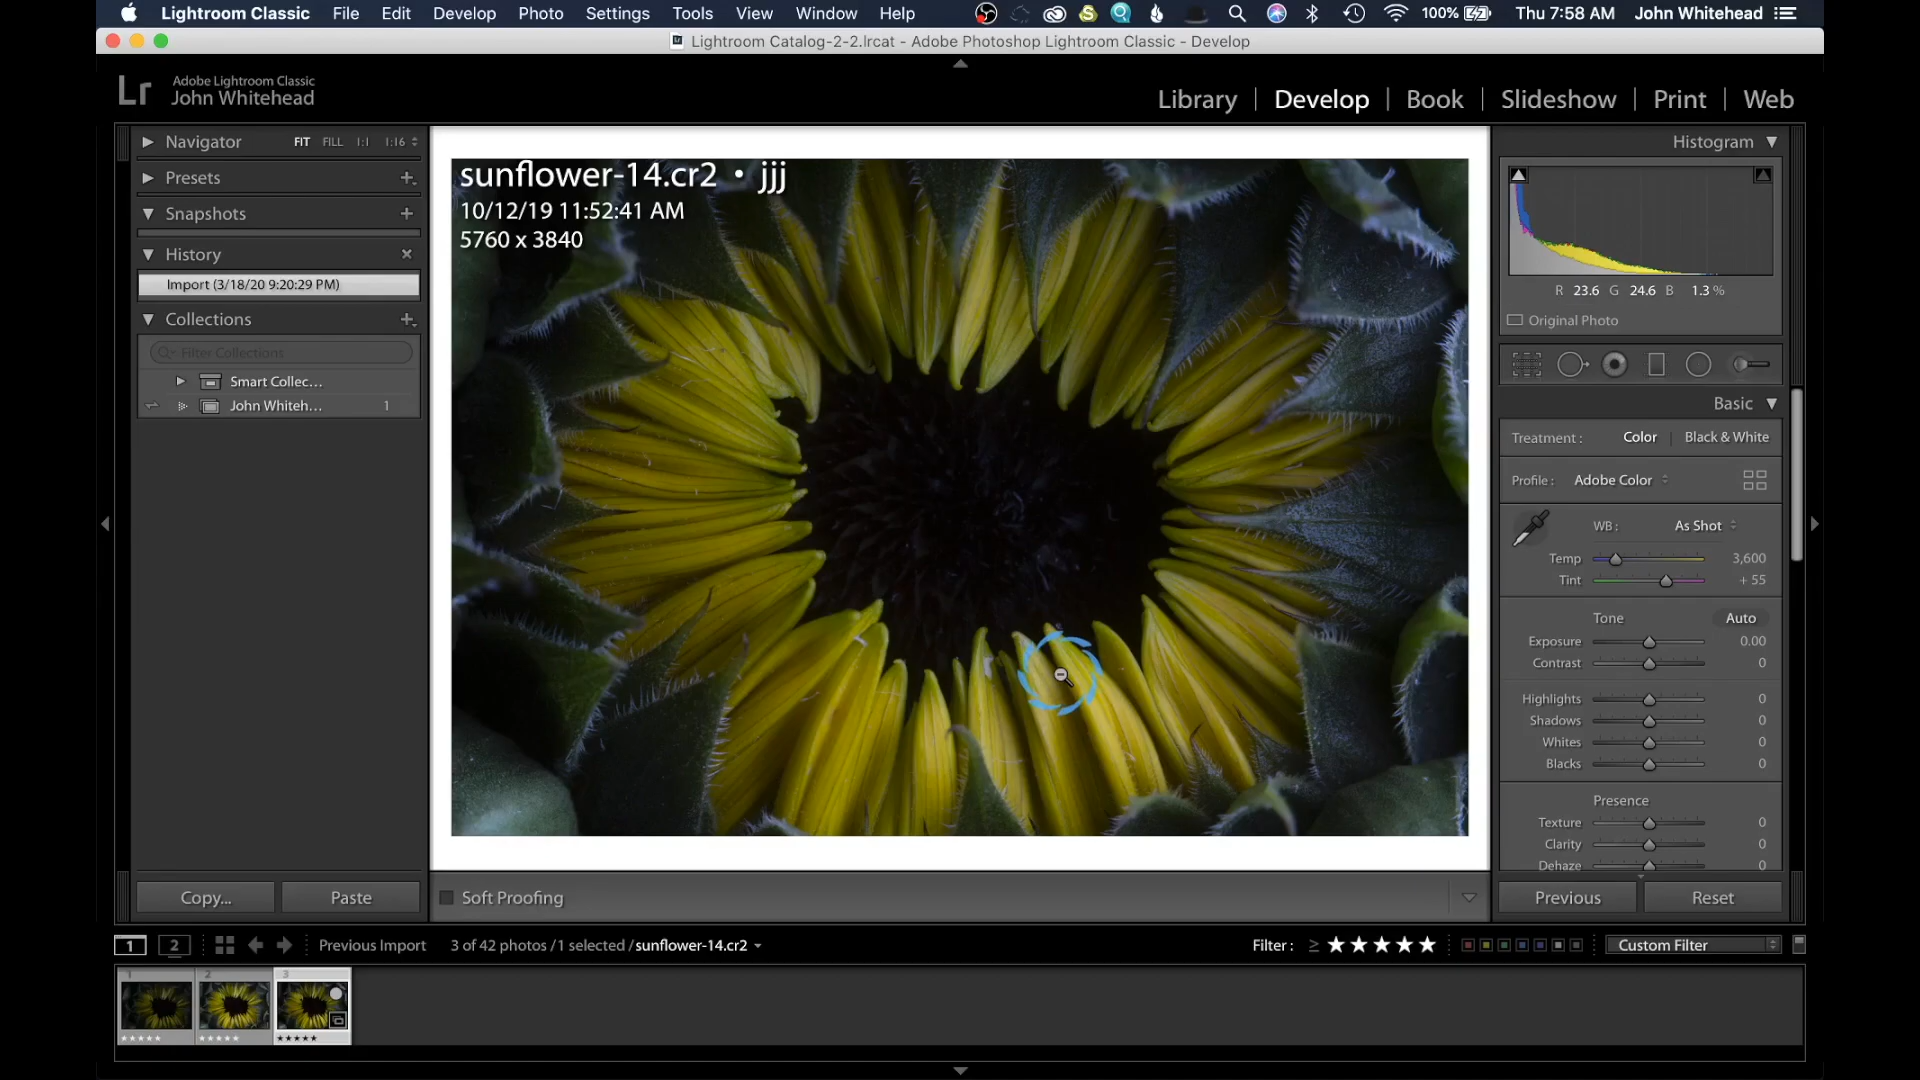 Lightroom Classic File Edit Develop Photo Settings Tools View Window Help 100% Thu 7:58 AM John Whitehead
Lightroom Catalog-2-2.lrcat - Adobe Photoshop Lightroom Classic - Develop
Lr Adobe Lightroom Classic
John Whitehead
Library | Develop | Book | Slideshow | Print | Web
Navigator FIT FILL 1:1 1:16
Presets
Snapshots
History
Import (3/18/20 9:20:29 PM)
Collections
Filter Collections
Smart Collec...
John Whiteh... 1
Copy... Paste
sunflower-14.cr2 • jjj
10/12/19 11:52:41 AM
5760 x 3840
Soft Proofing
Histogram
R 23.6 G 24.6 B 1.3 %
Original Photo
Basic
Treatment : Color | Black & White
Profile : Adobe Color
WB : As Shot
Temp 3,600
Tint + 55
Tone Auto
Exposure 0.00
Contrast 0
Highlights 0
Shadows 0
Whites 0
Blacks 0
Presence
Texture 0
Clarity 0
Dehaze 0
Previous Reset
1 2 Previous Import 3 of 42 photos /1 selected /sunflower-14.cr2 Filter : ≥ ★★★★★ Custom Filter
1 2 3
★★★★★ ★★★★★ ★★★★★